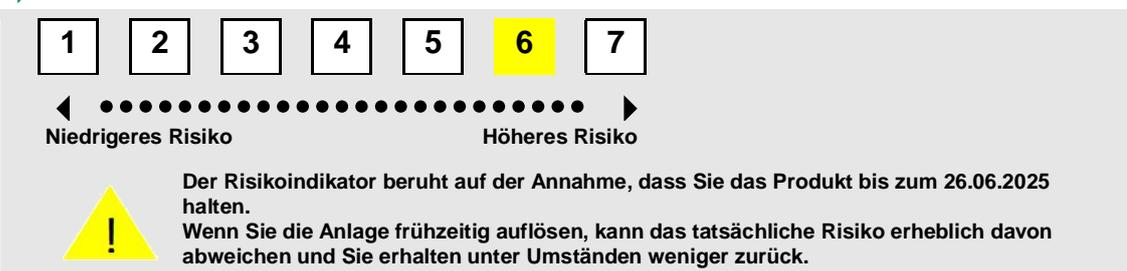 1 2 3 4 5 6 7
Niedrigeres Risiko Höheres Risiko
!
Der Risikoindikator beruht auf der Annahme, dass Sie das Produkt bis zum 26.06.2025
halten.
Wenn Sie die Anlage frühzeitig auflösen, kann das tatsächliche Risiko erheblich davon
abweichen und Sie erhalten unter Umständen weniger zurück.